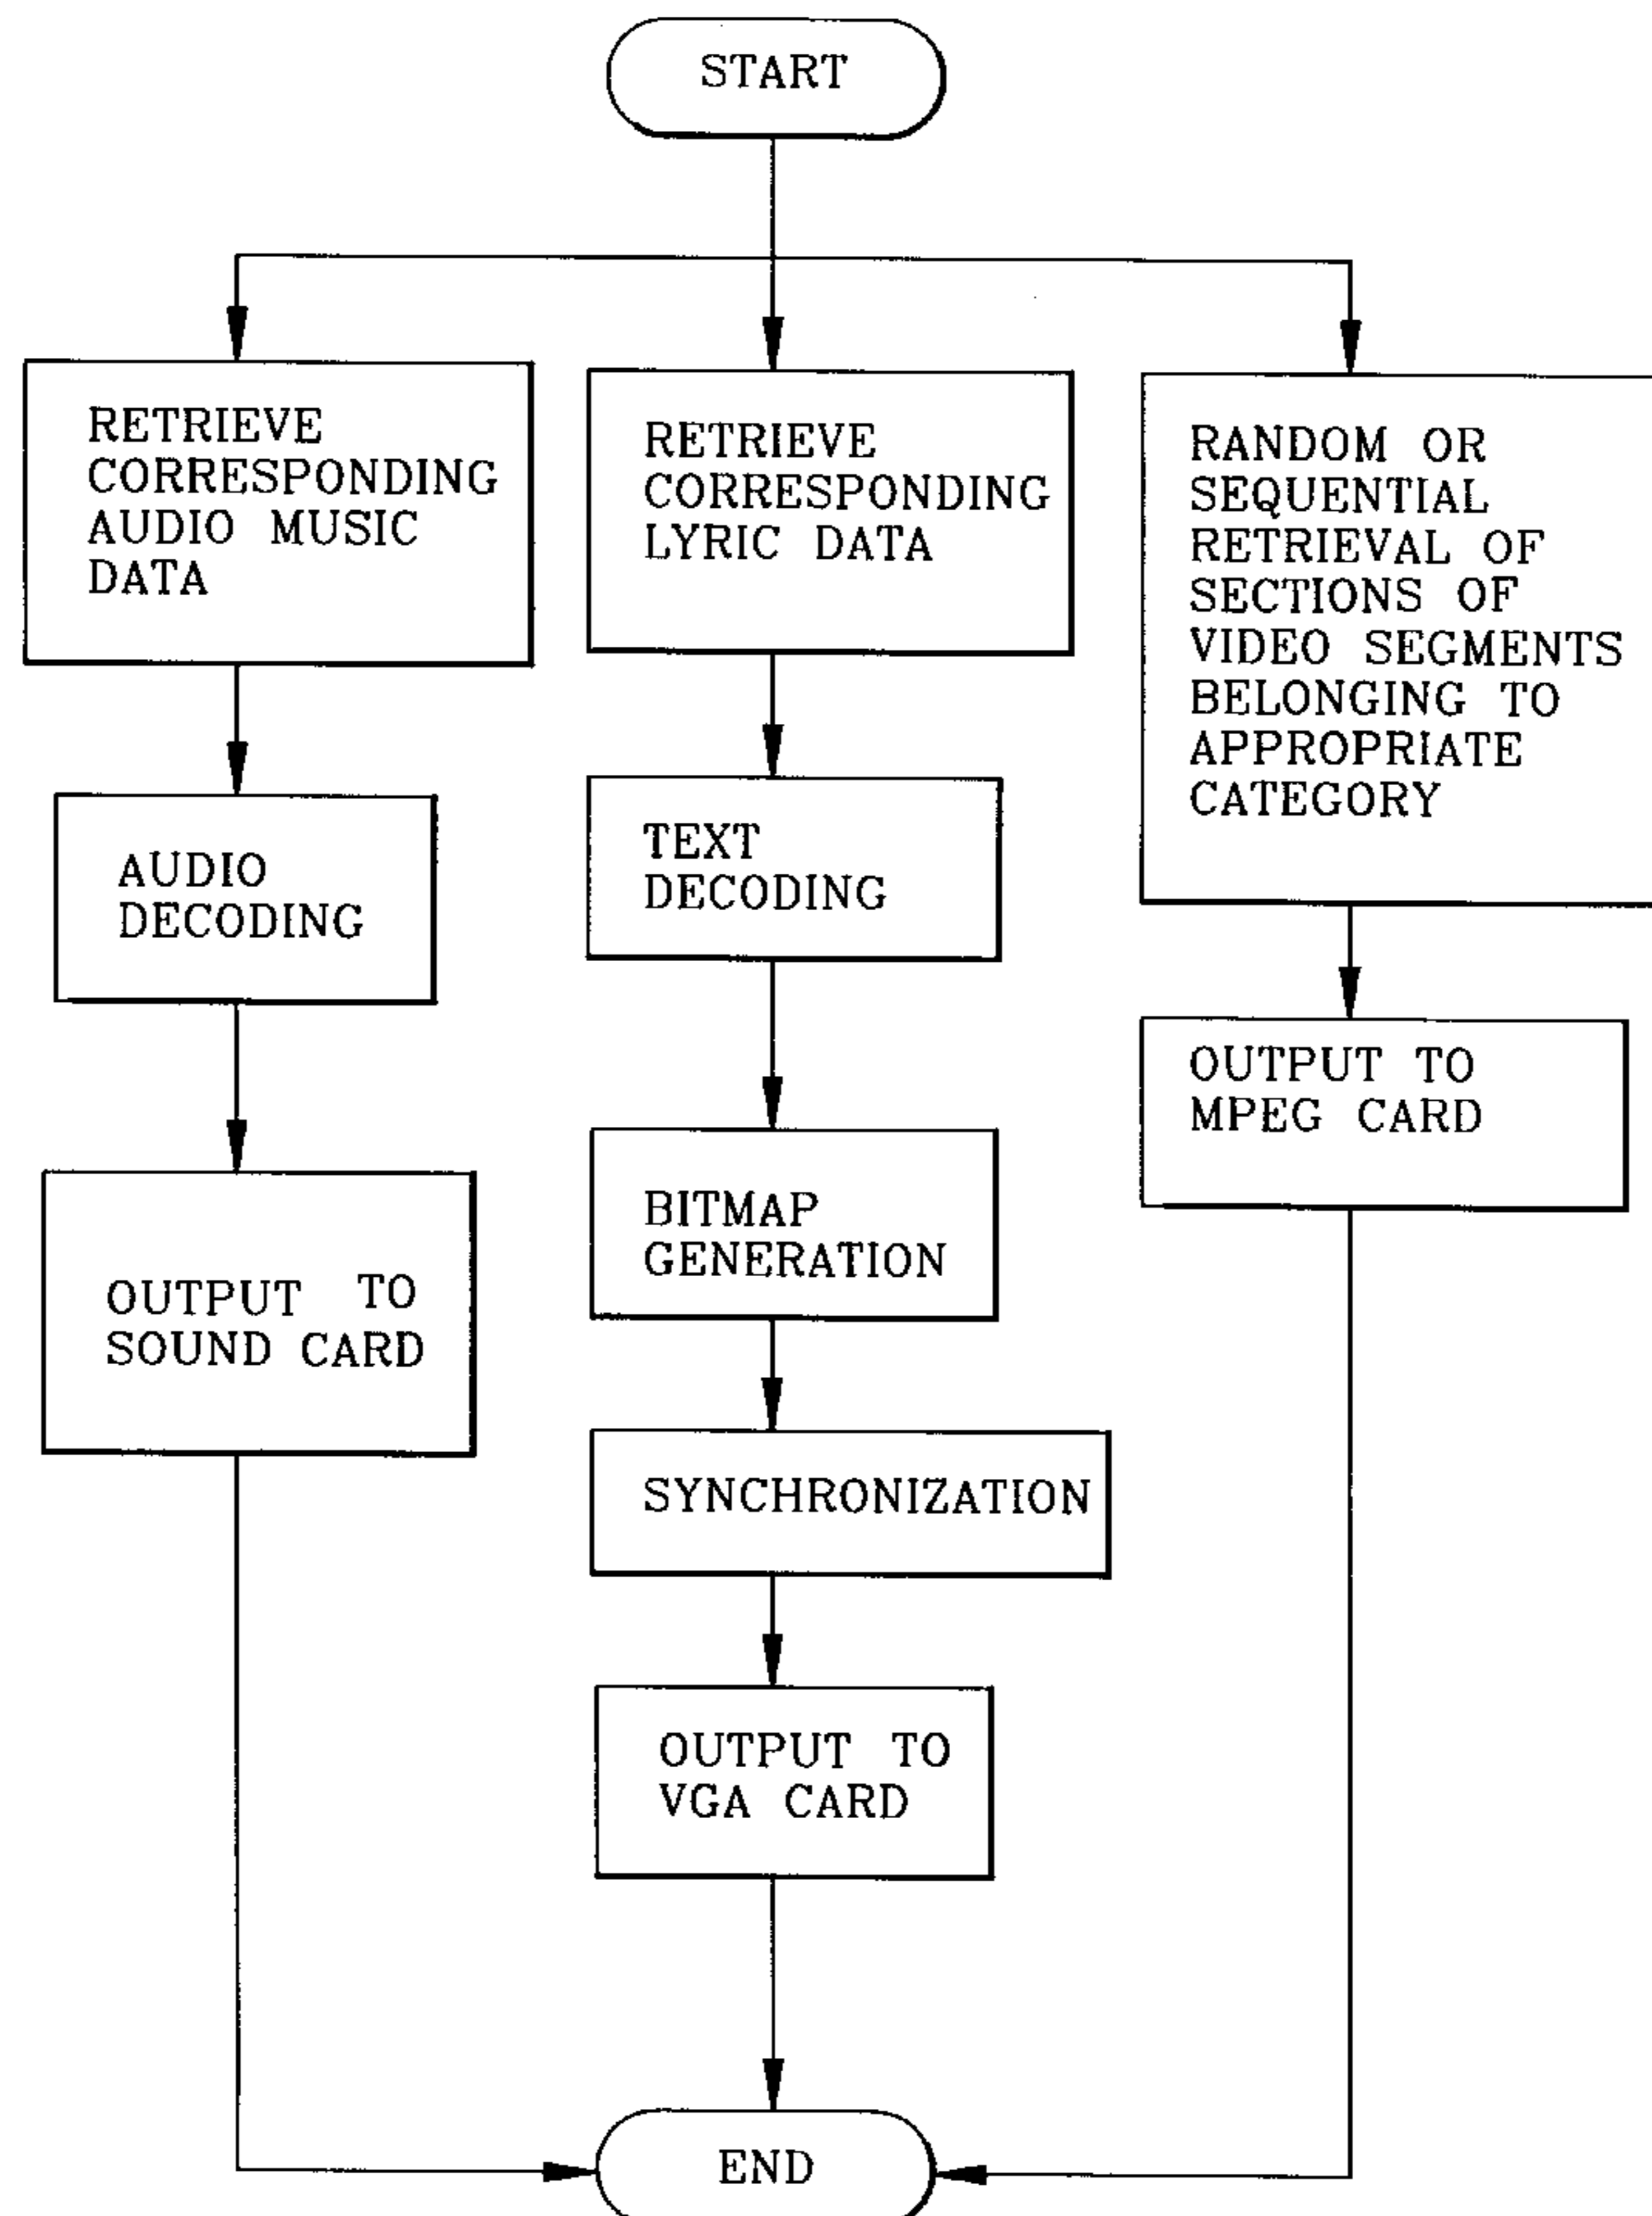 START
RETRIEVE
CORRESPONDING
AUDIO MUSIC
DATA
AUDIO
DECODING
OUTPUT TO
SOUND CARD
RETRIEVE
CORRESPONDING
LYRIC DATA
TEXT
DECODING
BITMAP
GENERATION
SYNCHRONIZATION
OUTPUT TO
VGA CARD
RANDOM OR
SEQUENTIAL
RETRIEVAL OF
SECTIONS OF
VIDEO SEGMENTS
BELONGING TO
APPROPRIATE
CATEGORY
OUTPUT TO
MPEG CARD
END